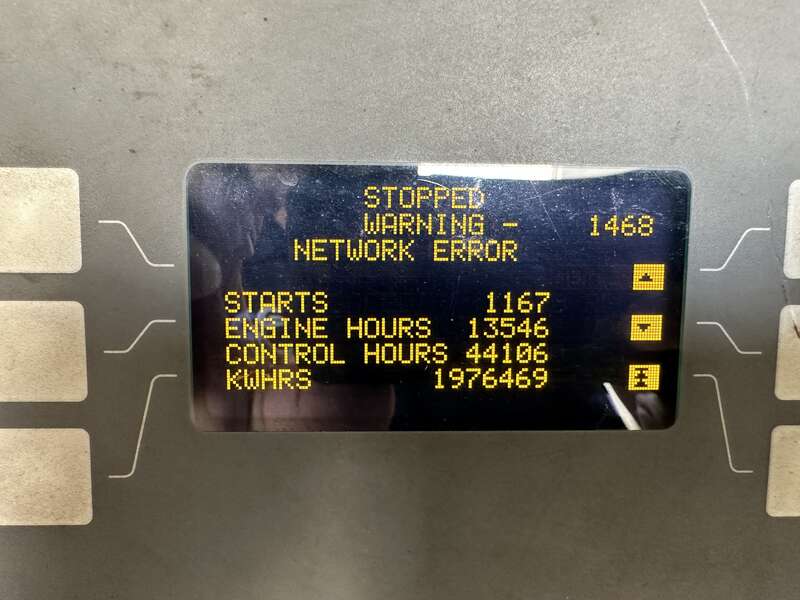 STOPPED
WARNING - 1468
NETWORK ERROR
STARTS 1167
ENGINE HOURS 13546
CONTROL HOURS 44106
KWHRS 1976469